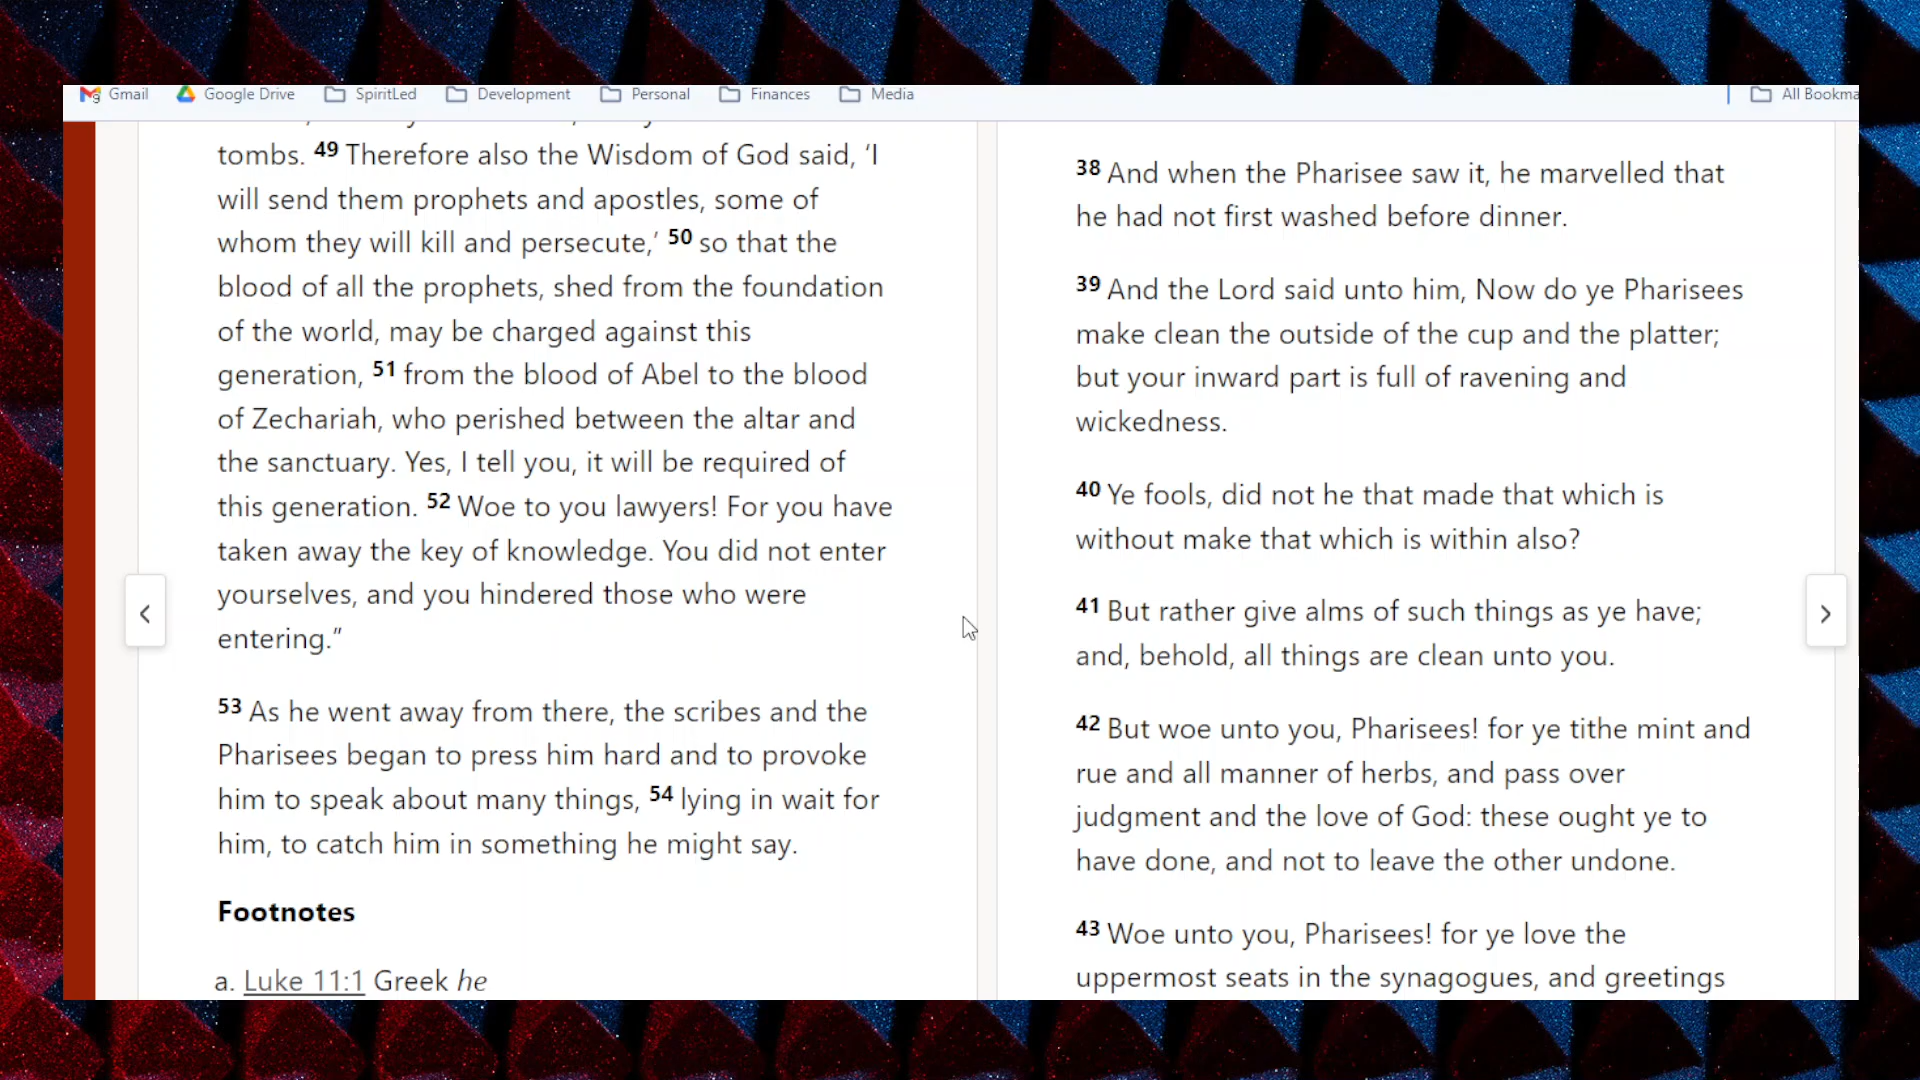 Gmail Google Drive SpiritLed Development Personal Finances Media All Bookma
tombs. 49 Therefore also the Wisdom of God said, ‘I
will send them prophets and apostles, some of
whom they will kill and persecute,’ 50 so that the
blood of all the prophets, shed from the foundation
of the world, may be charged against this
generation, 51 from the blood of Abel to the blood
of Zechariah, who perished between the altar and
the sanctuary. Yes, I tell you, it will be required of
this generation. 52 Woe to you lawyers! For you have
taken away the key of knowledge. You did not enter
yourselves, and you hindered those who were
entering.”
53 As he went away from there, the scribes and the
Pharisees began to press him hard and to provoke
him to speak about many things, 54 lying in wait for
him, to catch him in something he might say.
Footnotes
a. Luke 11:1 Greek he
38 And when the Pharisee saw it, he marvelled that
he had not first washed before dinner.
39 And the Lord said unto him, Now do ye Pharisees
make clean the outside of the cup and the platter;
but your inward part is full of ravening and
wickedness.
40 Ye fools, did not he that made that which is
without make that which is within also?
41 But rather give alms of such things as ye have;
and, behold, all things are clean unto you.
42 But woe unto you, Pharisees! for ye tithe mint and
rue and all manner of herbs, and pass over
judgment and the love of God: these ought ye to
have done, and not to leave the other undone.
43 Woe unto you, Pharisees! for ye love the
uppermost seats in the synagogues, and greetings